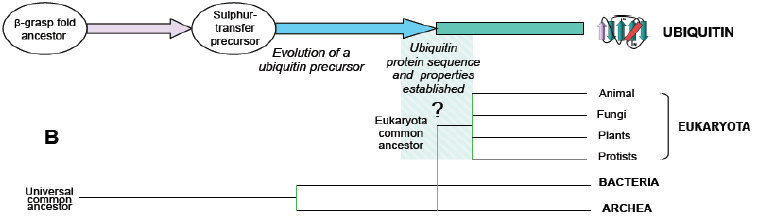 β-grasp fold
ancestor
Sulphur-
transfer
precursor
Evolution of a
ubiquitin precursor
Ubiquitin
protein sequence
and properties
established
UBIQUITIN
?
Eukaryota
common
ancestor
Animal
Fungi
Plants
Protists
EUKARYOTA
B
Universal
common
ancestor
BACTERIA
ARCHEA